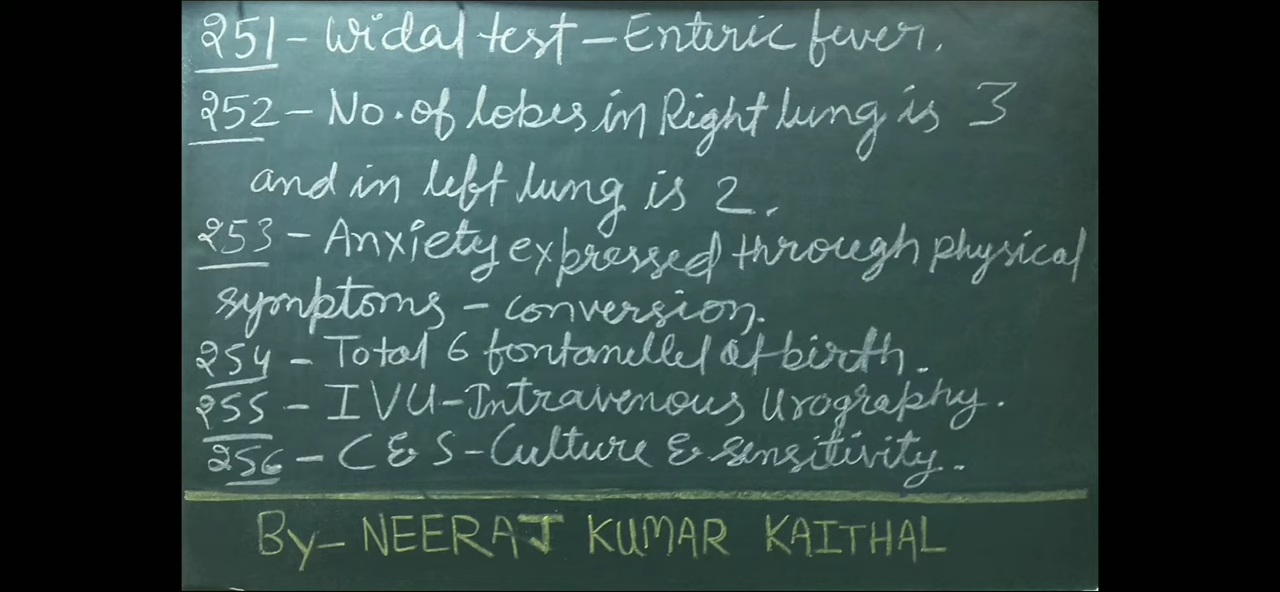 251 - Widal test - Enteric fever.
252 - No. of lobes in Right lung is 3
and in left lung is 2.
253 - Anxiety expressed through physical
symptoms - conversion.
254 - Total 6 fontanellel at birth.
255 - IVU - Intravenous Urography.
256 - C & S - Culture & sensitivity.
By - NEERAJ KUMAR KAITHAL